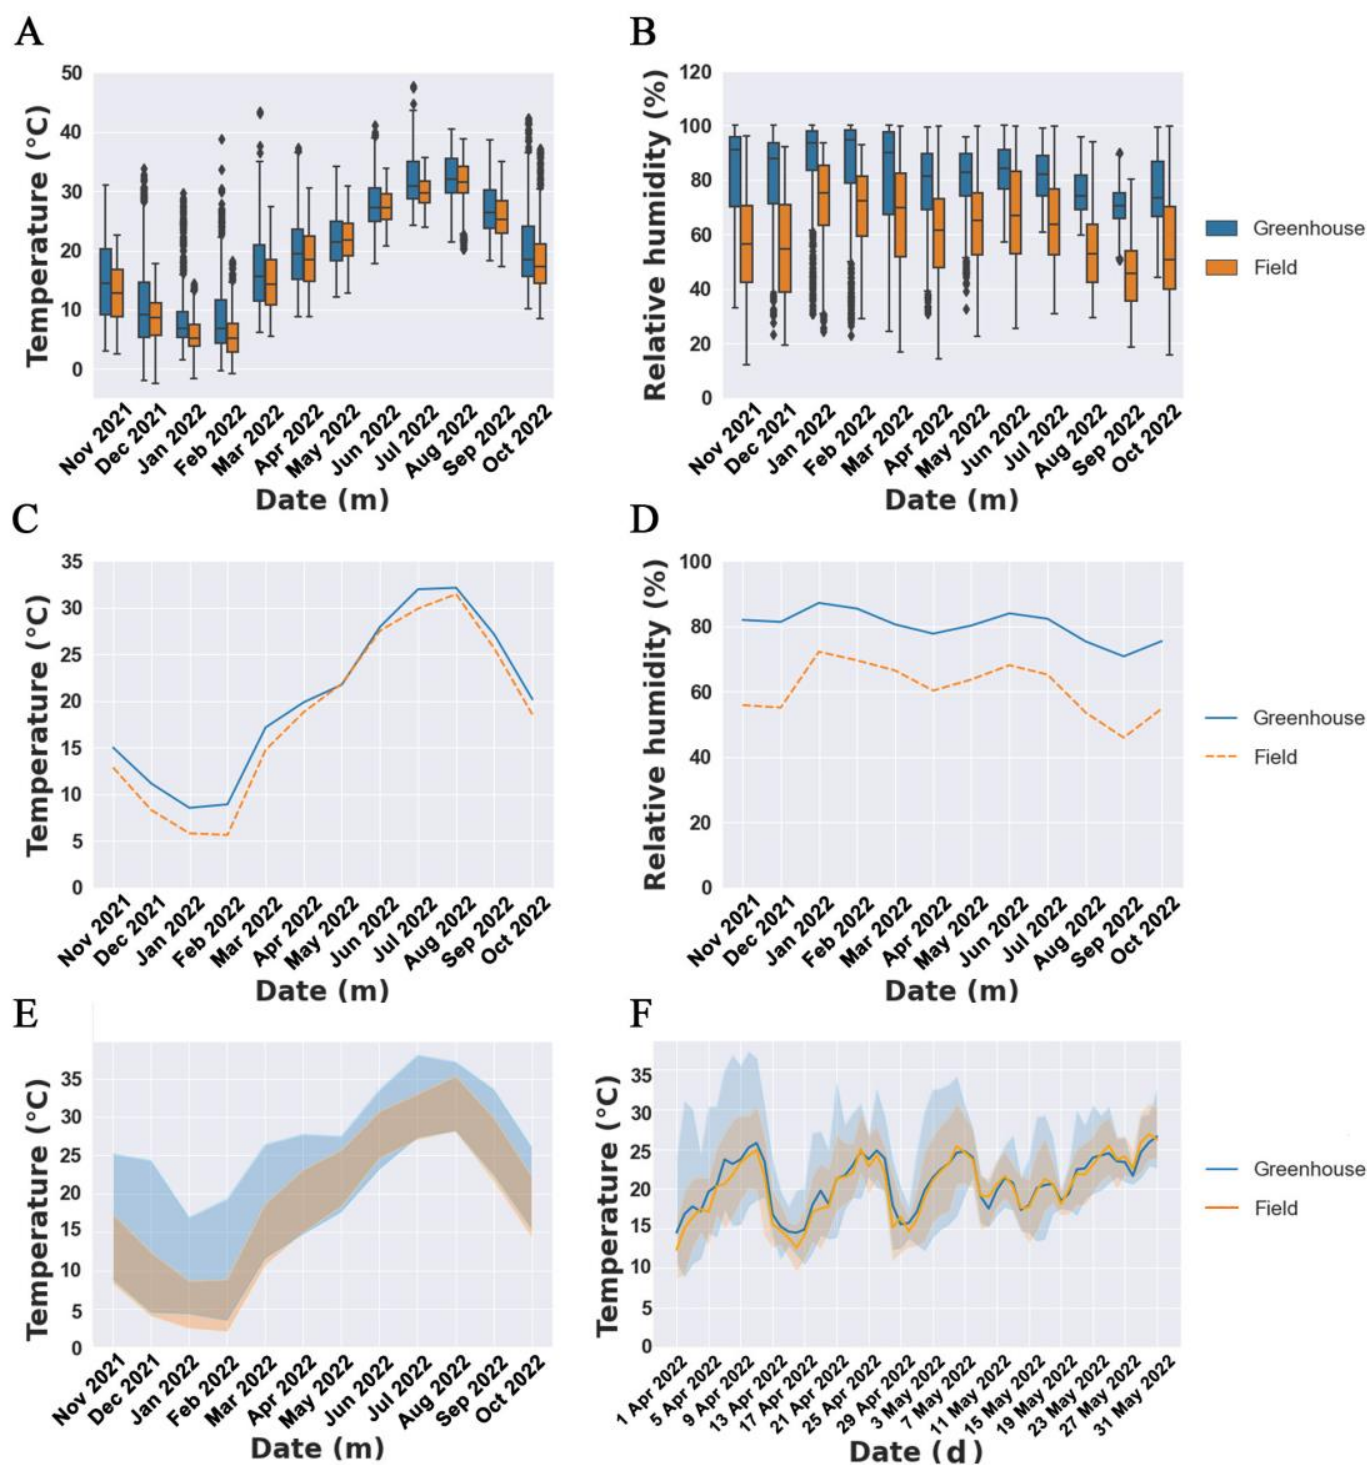 A
Temperature (°C)
50
40
30
20
10
0
Nov 2021
Dec 2021
Jan 2022
Feb 2022
Mar 2022
Apr 2022
May 2022
Jun 2022
Jul 2022
Aug 2022
Sep 2022
Oct 2022
Date (m)
B
Relative humidity (%)
120
100
80
60
40
20
0
Nov 2021
Dec 2021
Jan 2022
Feb 2022
Mar 2022
Apr 2022
May 2022
Jun 2022
Jul 2022
Aug 2022
Sep 2022
Oct 2022
Date (m)
Greenhouse
Field
C
Temperature (°C)
35
30
25
20
15
10
5
0
Nov 2021
Dec 2021
Jan 2022
Feb 2022
Mar 2022
Apr 2022
May 2022
Jun 2022
Jul 2022
Aug 2022
Sep 2022
Oct 2022
Date (m)
D
Relative humidity (%)
100
80
60
40
20
0
Nov 2021
Dec 2021
Jan 2022
Feb 2022
Mar 2022
Apr 2022
May 2022
Jun 2022
Jul 2022
Aug 2022
Sep 2022
Oct 2022
Date (m)
Greenhouse
Field
E
Temperature (°C)
35
30
25
20
15
10
5
0
Nov 2021
Dec 2021
Jan 2022
Feb 2022
Mar 2022
Apr 2022
May 2022
Jun 2022
Jul 2022
Aug 2022
Sep 2022
Oct 2022
Date (m)
F
Temperature (°C)
35
30
25
20
15
10
5
0
1 Apr 2022
5 Apr 2022
9 Apr 2022
13 Apr 2022
17 Apr 2022
21 Apr 2022
25 Apr 2022
29 Apr 2022
3 May 2022
7 May 2022
11 May 2022
15 May 2022
19 May 2022
23 May 2022
27 May 2022
31 May 2022
Date (d)
Greenhouse
Field